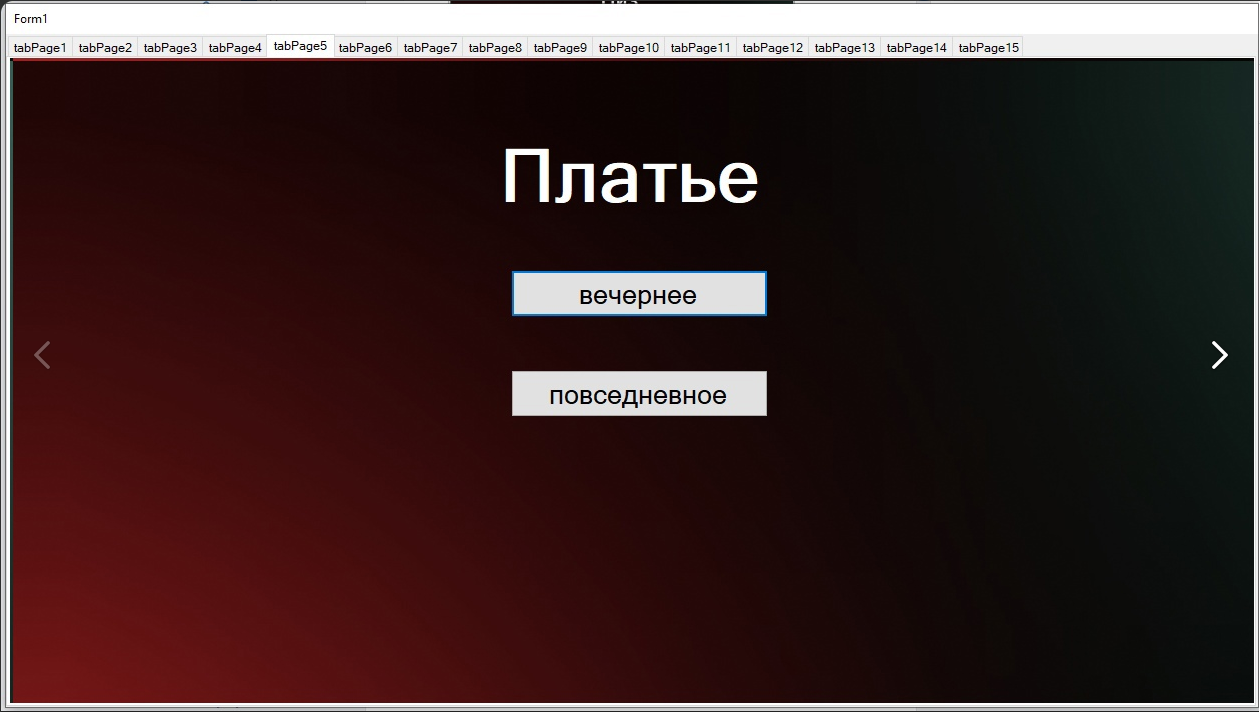 Form1
tabPage1 tabPage2 tabPage3 tabPage4 tabPage5 tabPage6 tabPage7 tabPage8 tabPage9 tabPage10 tabPage11 tabPage12 tabPage13 tabPage14 tabPage15
Платье
вечернее
повседневное